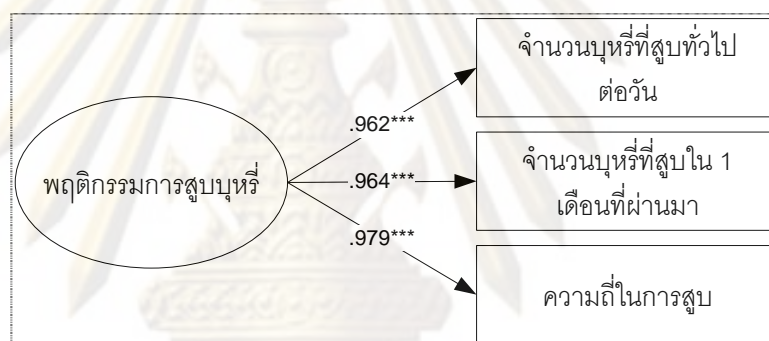 จำนวนบุหรี่ที่สูบทั่วไป
ต่อวัน
.962***
พฤติกรรมการสูบบุหรี่
.964***
จำนวนบุหรี่ที่สูบใน 1
เดือนที่ผ่านมา
.979***
ความถี่ในการสูบ